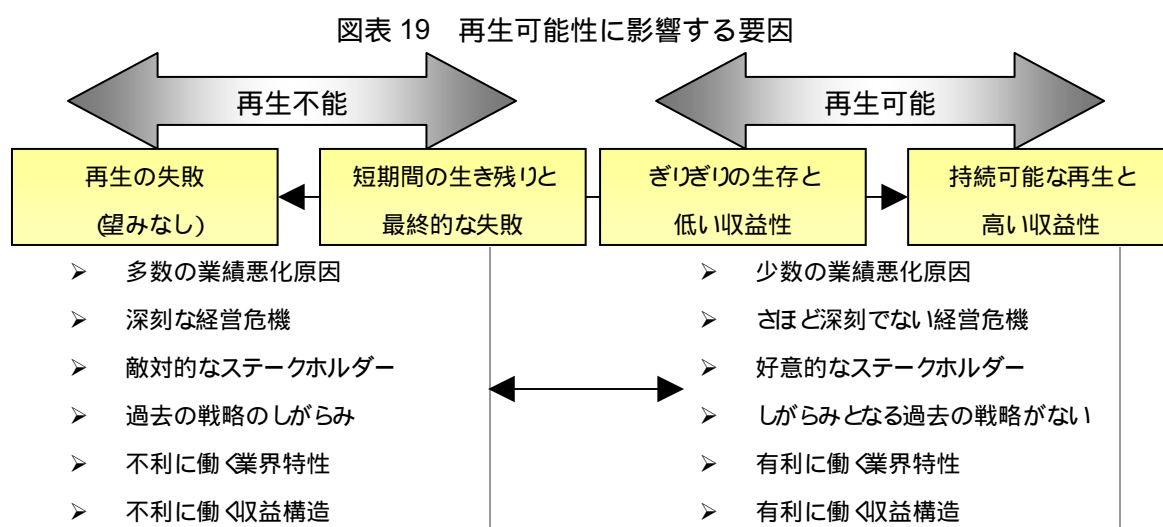 図表 19 再生可能性に影響する要因
再生不能
再生可能
再生の失敗
(望みなし)
短期間の生き残りと
最終的な失敗
ぎりぎりの生存と
低い収益性
持続可能な再生と
高い収益性
➢ 多数の業績悪化原因
➢ 深刻な経営危機
➢ 敵対的なステークホルダー
➢ 過去の戦略のしがらみ
➢ 不利に働く業界特性
➢ 不利に働く収益構造
➢ 少数の業績悪化原因
➢ さほど深刻でない経営危機
➢ 好意的なステークホルダー
➢ しがらみとなる過去の戦略がない
➢ 有利に働く業界特性
➢ 有利に働く収益構造